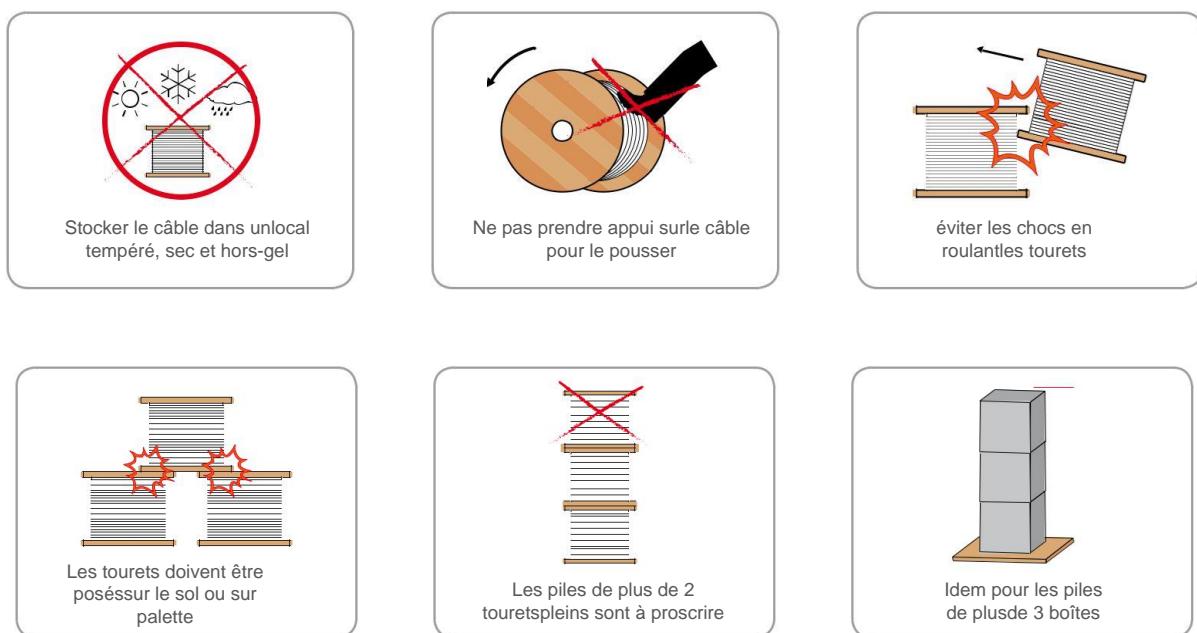 Stocker le câble dans unlocal
tempéré, sec et hors-gel
Ne pas prendre appui surle câble
pour le pousser
éviter les chocs en
roulantles tourets
Les tourets doivent être
poséssur le sol ou sur
palette
Les piles de plus de 2
touretspleins sont à proscrire
Idem pour les piles
de plusde 3 boîtes